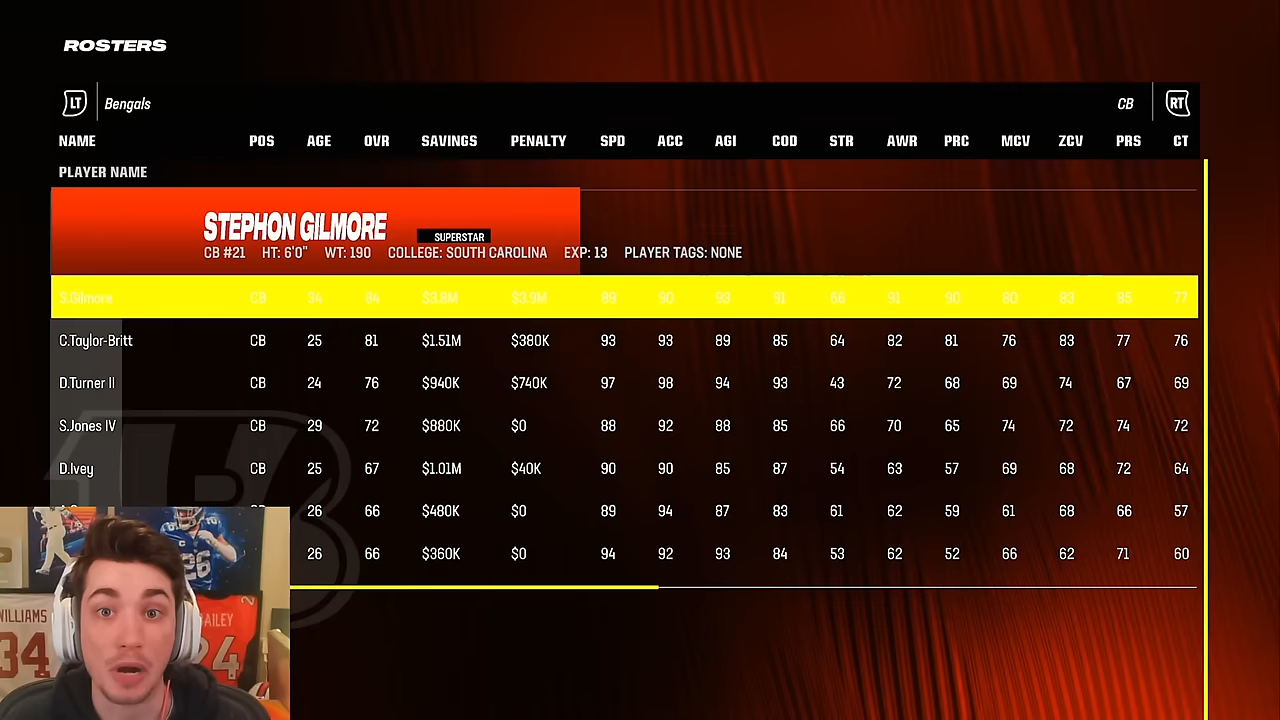 ROSTERS
LT Bengals CB RT
NAME POS AGE OVR SAVINGS PENALTY SPD ACC AGI COD STR AWR PRC MCV ZCV PRS CT
PLAYER NAME
STEPHON GILMORE SUPERSTAR
CB #21 HT: 6'0" WT: 190 COLLEGE: SOUTH CAROLINA EXP: 13 PLAYER TAGS: NONE
S.Gilmore CB 34 84 $3.8M $3.9M 89 90 93 91 66 91 90 80 83 85 77
C.Taylor-Britt CB 25 81 $1.51M $380K 93 93 89 85 64 82 81 76 83 77 76
D.Turner II CB 24 76 $940K $740K 97 98 94 93 43 72 68 69 74 67 69
S.Jones IV CB 29 72 $880K $0 88 92 88 85 66 70 65 74 72 74 72
D.Ivey CB 25 67 $1.01M $40K 90 90 85 87 54 63 57 69 68 72 64
26 66 $480K $0 89 94 87 83 61 62 59 61 68 66 57
26 66 $360K $0 94 92 93 84 53 62 52 66 62 71 60
26
WILLIAMS
34
BAILEY
24